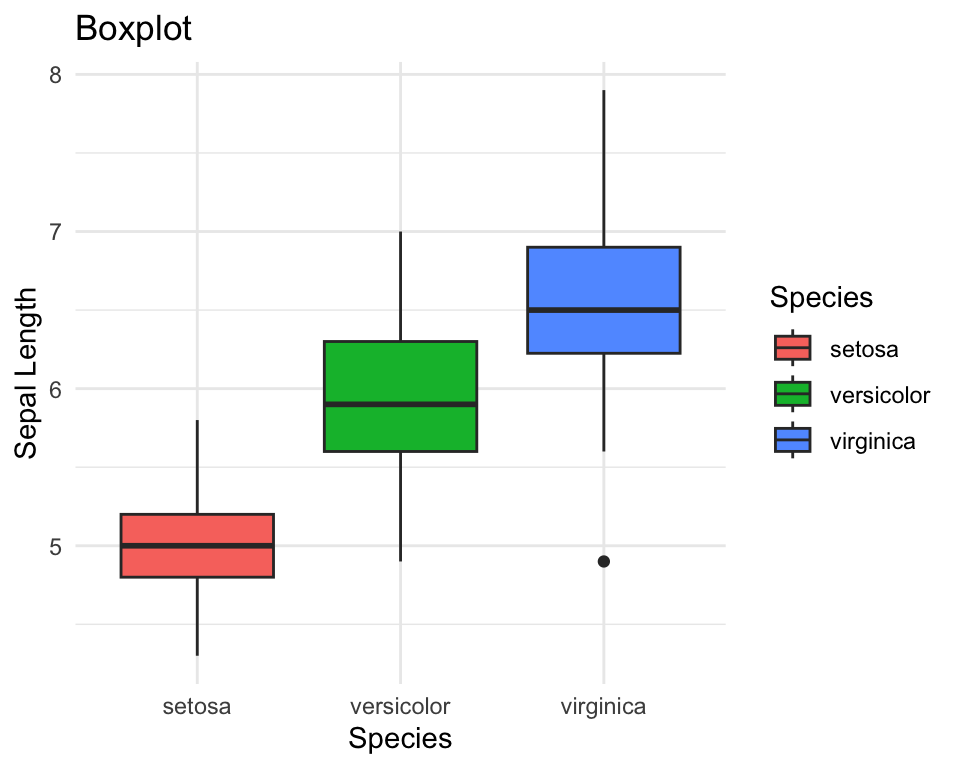 Boxplot
8
7
6
5
Sepal Length
setosa
versicolor
virginica
Species
Species
setosa
versicolor
virginica